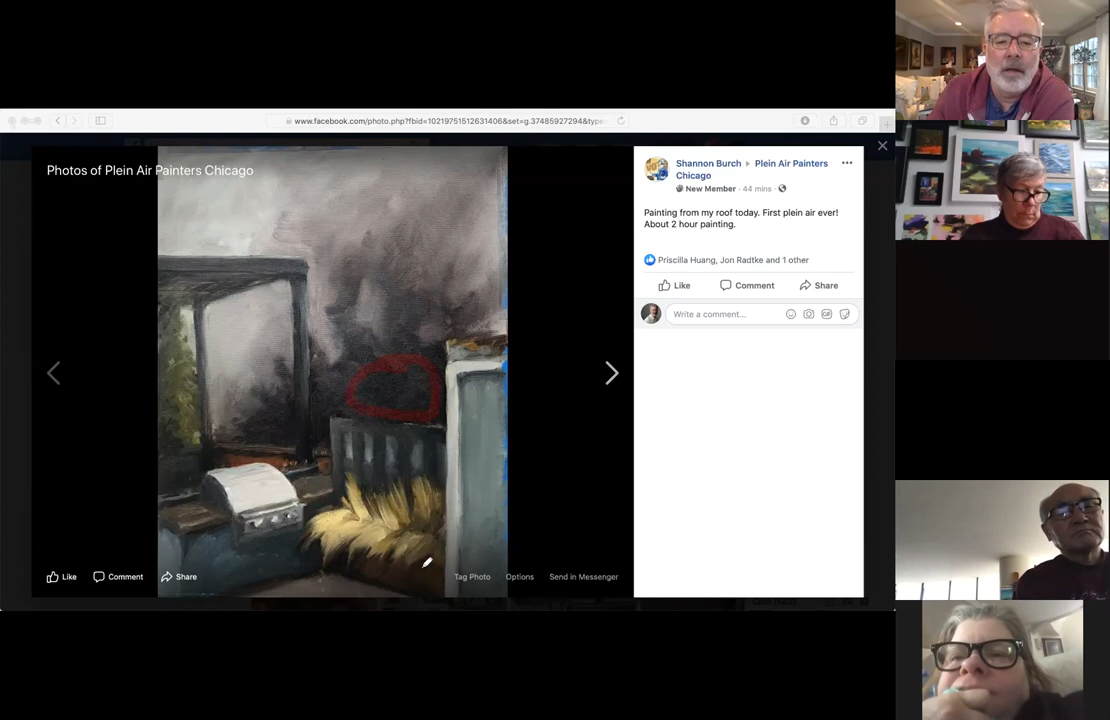 www.facebook.com/photo.php?fbid=10219751512631406&set=g.37485927294&type
Photos of Plein Air Painters Chicago
Shannon Burch ▸ Plein Air Painters
Chicago
New Member · 44 mins ·
Painting from my roof today. First plein air ever!
About 2 hour painting.
Priscilla Huang, Jon Radtke and 1 other
Like Comment Share
Write a comment...
GIF
Like Comment Share
Tag Photo Options Send in Messenger